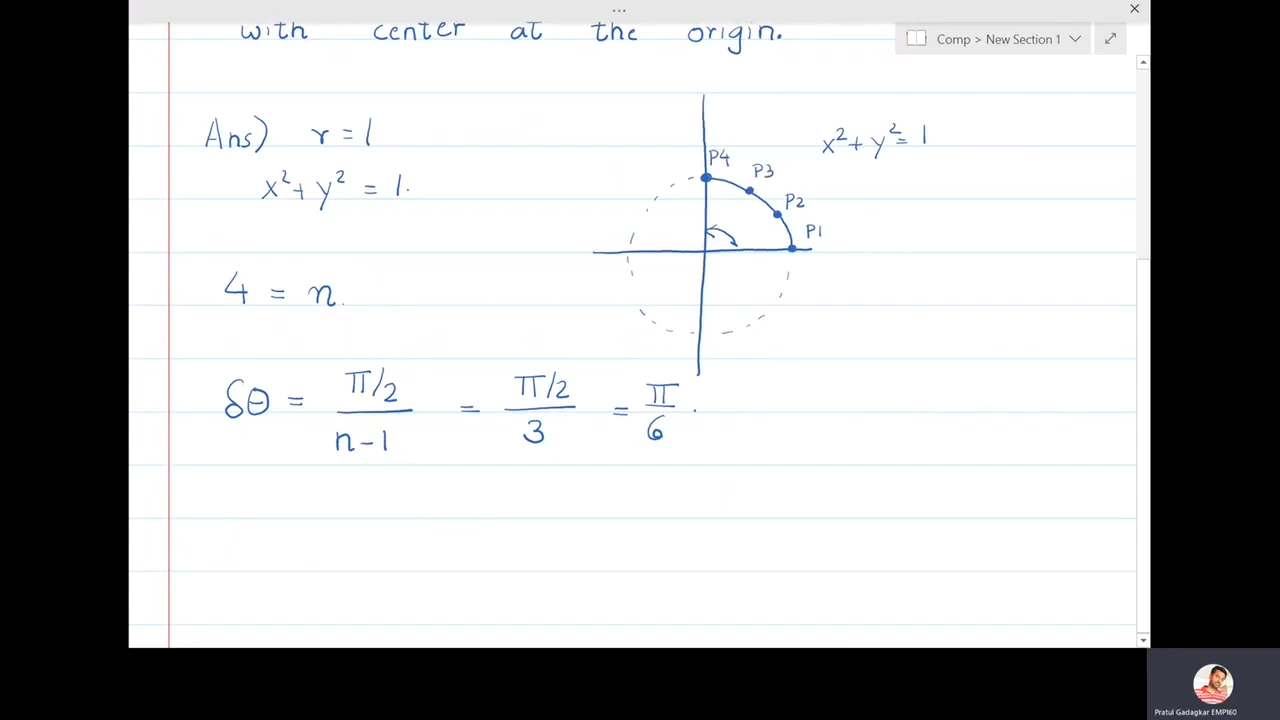 with center at the origin.
Comp > New Section 1
Ans) r = 1
x² + y² = 1.
x² + y² = 1
P4
P3
P2
P1
4 = n.
δθ = π/2 / n-1 = π/2 / 3 = π/6 .
Pratul Gadagkar EMP160